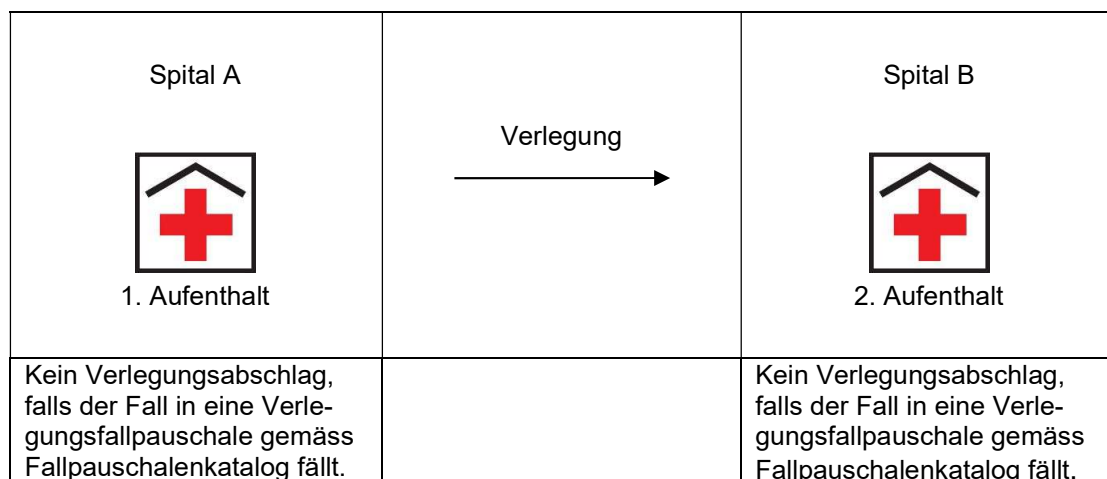 Spital A
1. Aufenthalt
Verlegung
Spital B
2. Aufenthalt
Kein Verlegungsabschlag,
falls der Fall in eine Verle-
gungsfallpauschale gemäss
Fallpauschalenkatalog fällt.
Kein Verlegungsabschlag,
falls der Fall in eine Verle-
gungsfallpauschale gemäss
Fallpauschalenkatalog fällt.